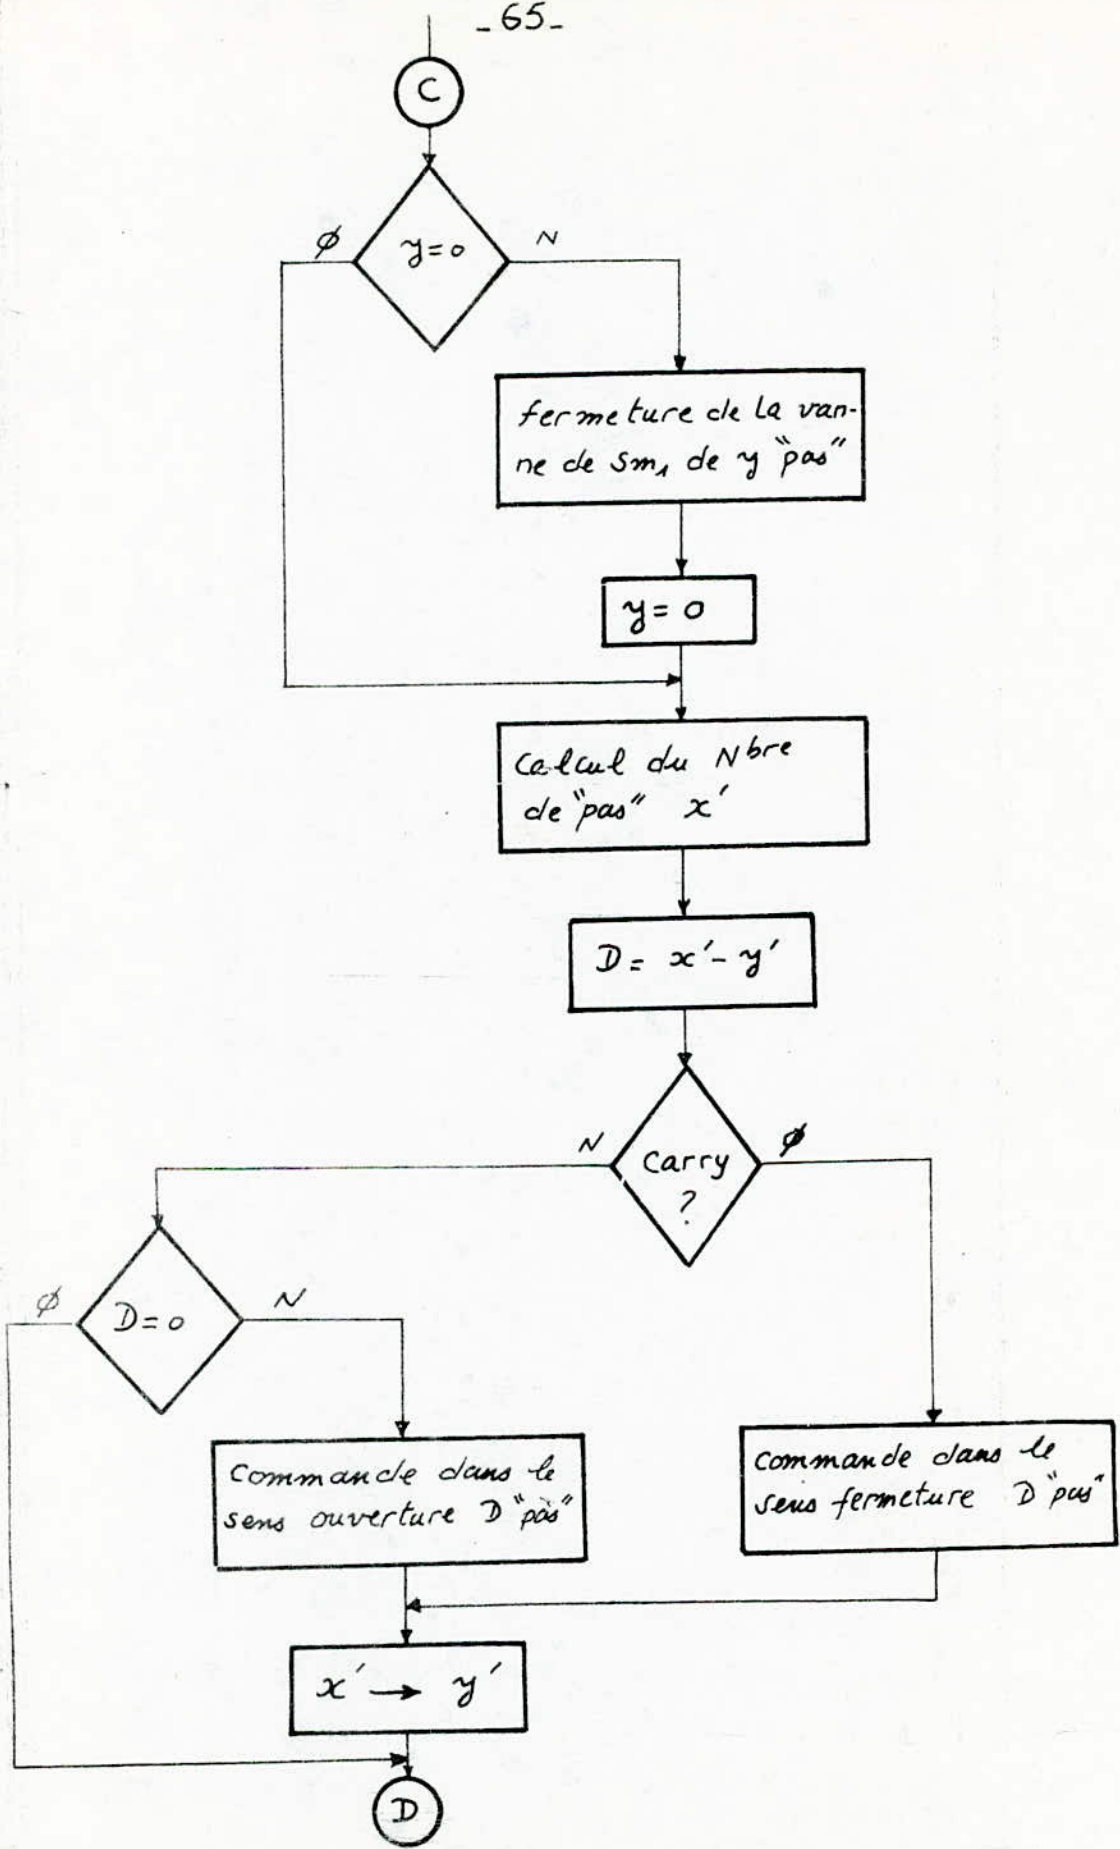 - 65 -
C
y = 0
Ø
N
fermeture de la van-
ne de Sm₁ de y "pas"
y = 0
Calcul du Nbre
de "pas" x'
D = x' - y'
Carry
?
N
Ø
D = 0
Ø
N
Commande dans le
sens ouverture D "pas"
Commande dans le
sens fermeture D "pas"
x' → y'
D